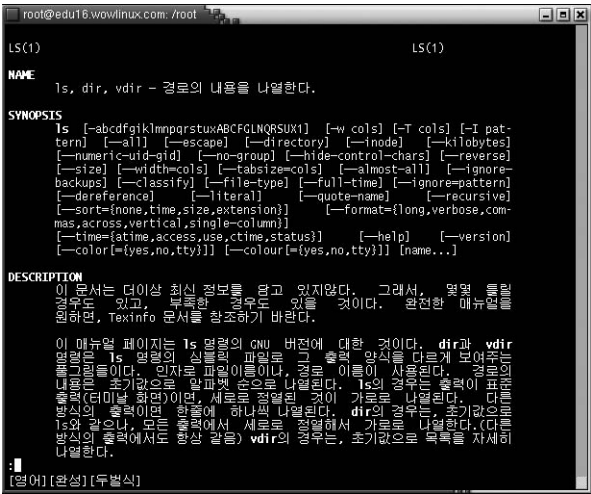 root@edu16.wowlinux.com: /root
LS(1) LS(1)
NAME
ls, dir, vdir - 경로의 내용을 나열한다.
SYNOPSIS
ls [-abcdfgiklmnpqrstuxABCFGLNQRSUX1] [-w cols] [-T cols] [-I pat-
tern] [--all] [--escape] [--directory] [--inode] [--kilobytes]
[--numeric-uid-gid] [--no-group] [--hide-control-chars] [--reverse]
[--size] [--width=cols] [--tabsize=cols] [--almost-all] [--ignore-
backups] [--classify] [--file-type] [--full-time] [--ignore=pattern]
[--dereference] [--literal] [--quote-name] [--recursive]
[--sort={none,time,size,extension}] [--format={long,verbose,com-
mas,across,vertical,single-column}]
[--time={atime,access,use,ctime,status}] [--help] [--version]
[--color[={yes,no,tty}]] [--colour[={yes,no,tty}]] [name...]
DESCRIPTION
이 문서는 더이상 최신 정보를 담고 있지않다. 그래서, 몇몇 틀릴
경우도 있고, 부족한 경우도 있을 것이다. 완전한 매뉴얼을
원하면, Texinfo 문서를 참조하기 바란다.
이 매뉴얼 페이지는 ls 명령의 GNU 버전에 대한 것이다. dir과 vdir
명령은 ls 명령의 심블릭 파일로 그 출력 양식을 다르게 보여주는
풀그림들이다. 인자로 파일이름이나, 경로 이름이 사용된다. 경로의
내용은 초기값으로 알파벳 순으로 나열된다. ls의 경우는 출력이 표준
출력(터미날 화면)이면, 세로로 정렬된 것이 가로로 나열된다. 다른
방식의 출력이면 한줄에 하나씩 나열된다. dir의 경우는, 초기값으로
ls와 같으나, 모든 출력에서 세로로 정렬해서 가로로 나열한다.(다른
방식의 출력에서도 항상 같음) vdir의 경우는, 초기값으로 목록을 자세히
나열한다.
:
[영어][완성][두벌식]